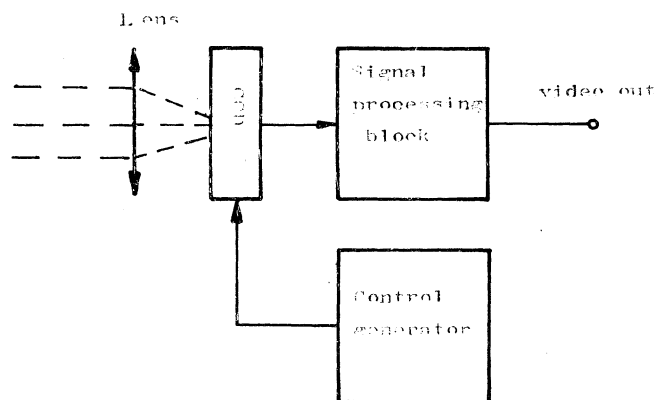 Lens
CCD
Signal
processing
block
video out
Control
generator